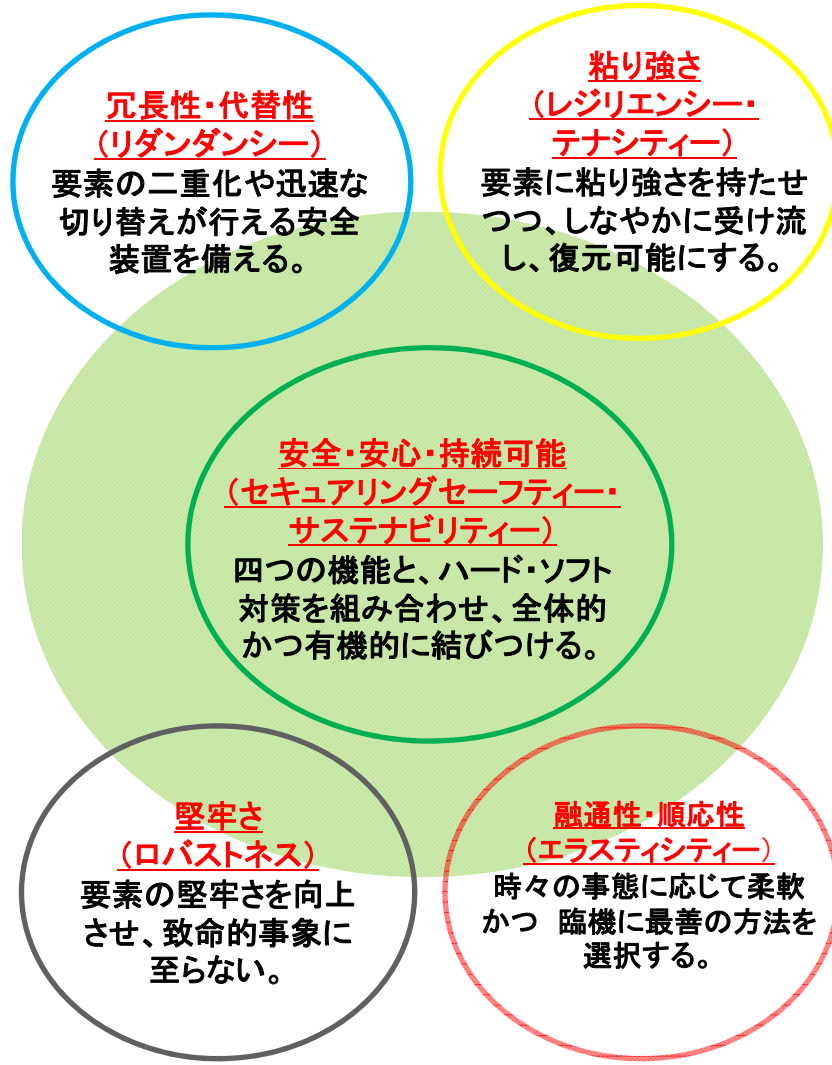 冗長性・代替性
（リダンダンシー）
要素の二重化や迅速な
切り替えが行える安全
装置を備える。
粘り強さ
（レジリエンシー・
テナシティー）
要素に粘り強さを持たせ
つつ、しなやかに受け流
し、復元可能にする。
安全・安心・持続可能
（セキュアリングセーフティー・
サステナビリティー）
四つの機能と、ハード・ソフト
対策を組み合わせ、全体的
かつ有機的に結びつける。
堅牢さ
（ロバストネス）
要素の堅牢さを向上
させ、致命的事象に
至らない。
融通性・順応性
（エラスティシティー）
時々の事態に応じて柔軟
かつ　臨機に最善の方法を
選択する。